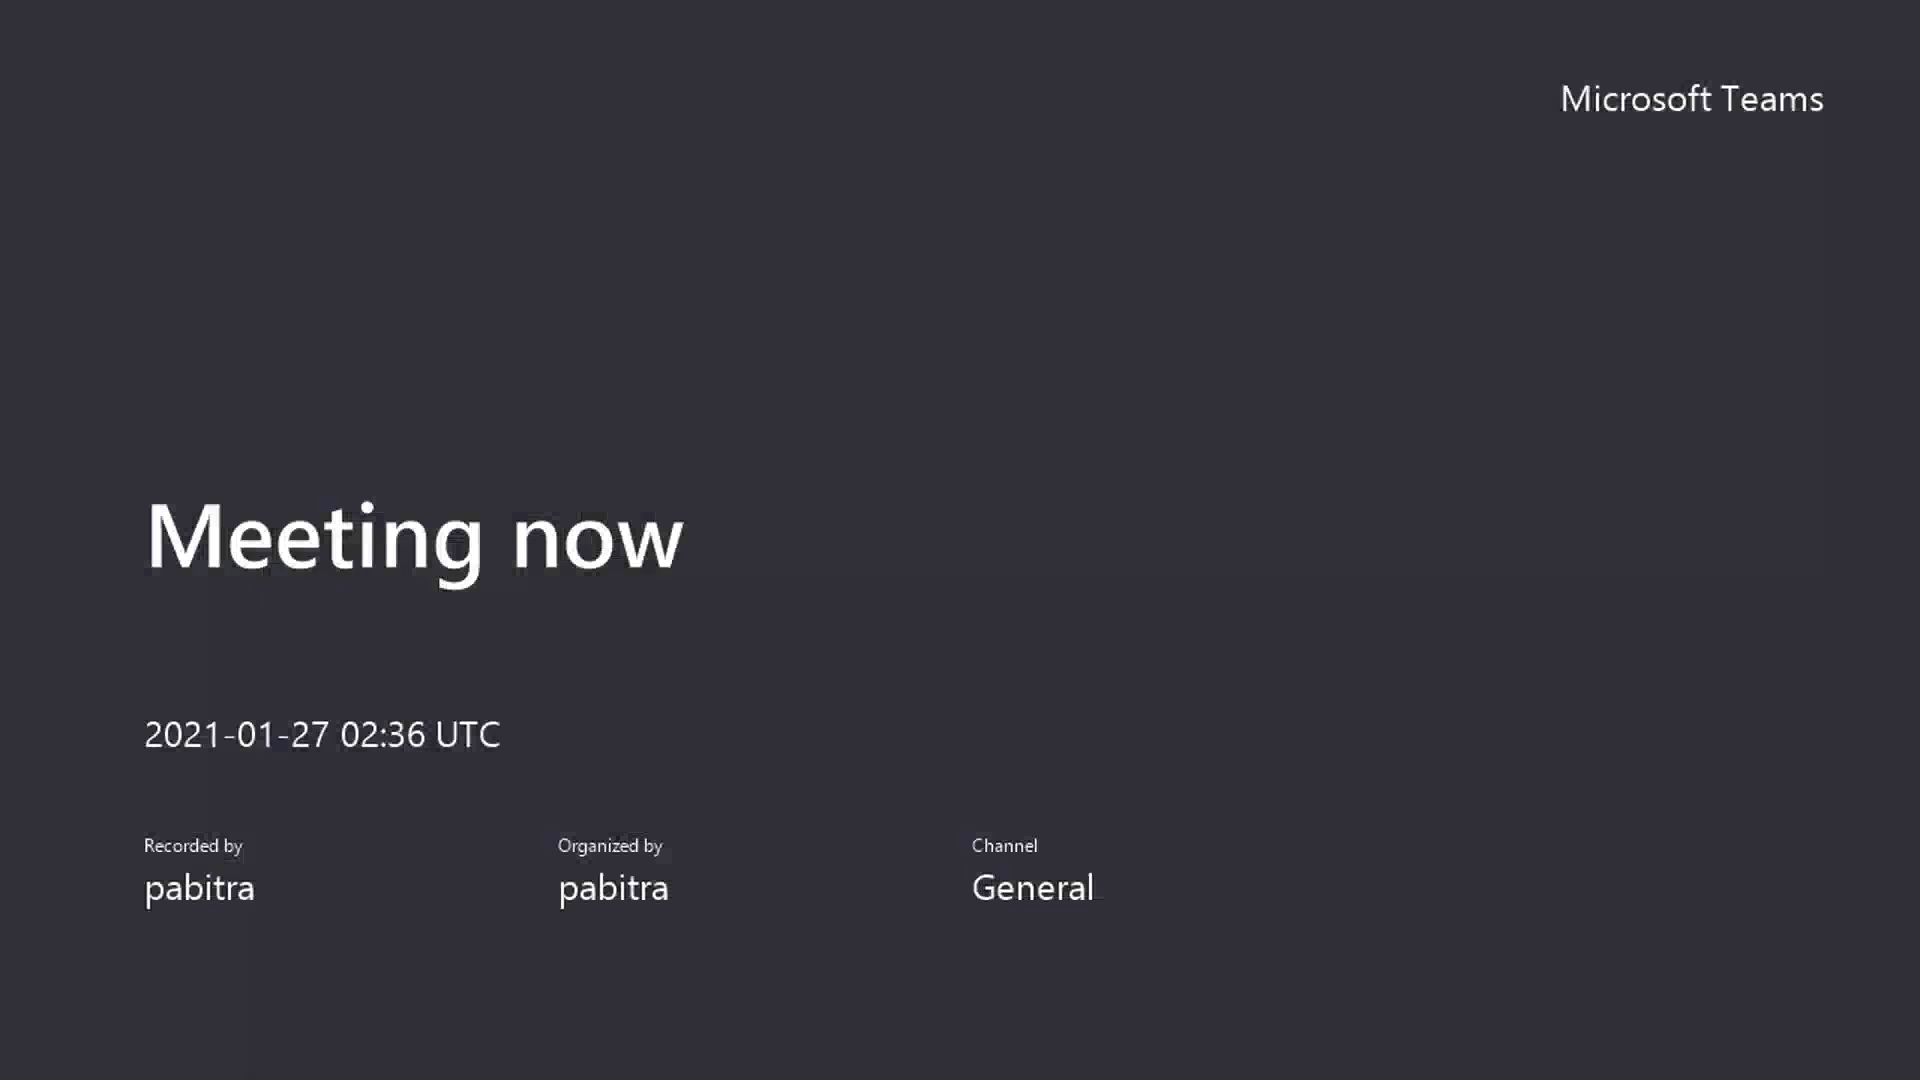 Microsoft Teams
Meeting now
2021-01-27 02:36 UTC
Recorded by
pabitra
Organized by
pabitra
Channel
General